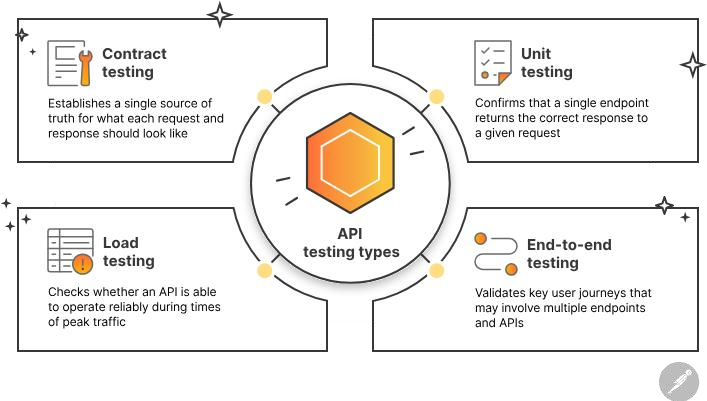 Contract
testing
Establishes a single source of
truth for what each request and
response should look like
Unit
testing
Confirms that a single endpoint
returns the correct response to
a given request
API
testing types
Load
testing
Checks whether an API is able
to operate reliably during times
of peak traffic
End-to-end
testing
Validates key user journeys that
may involve multiple endpoints
and APIs